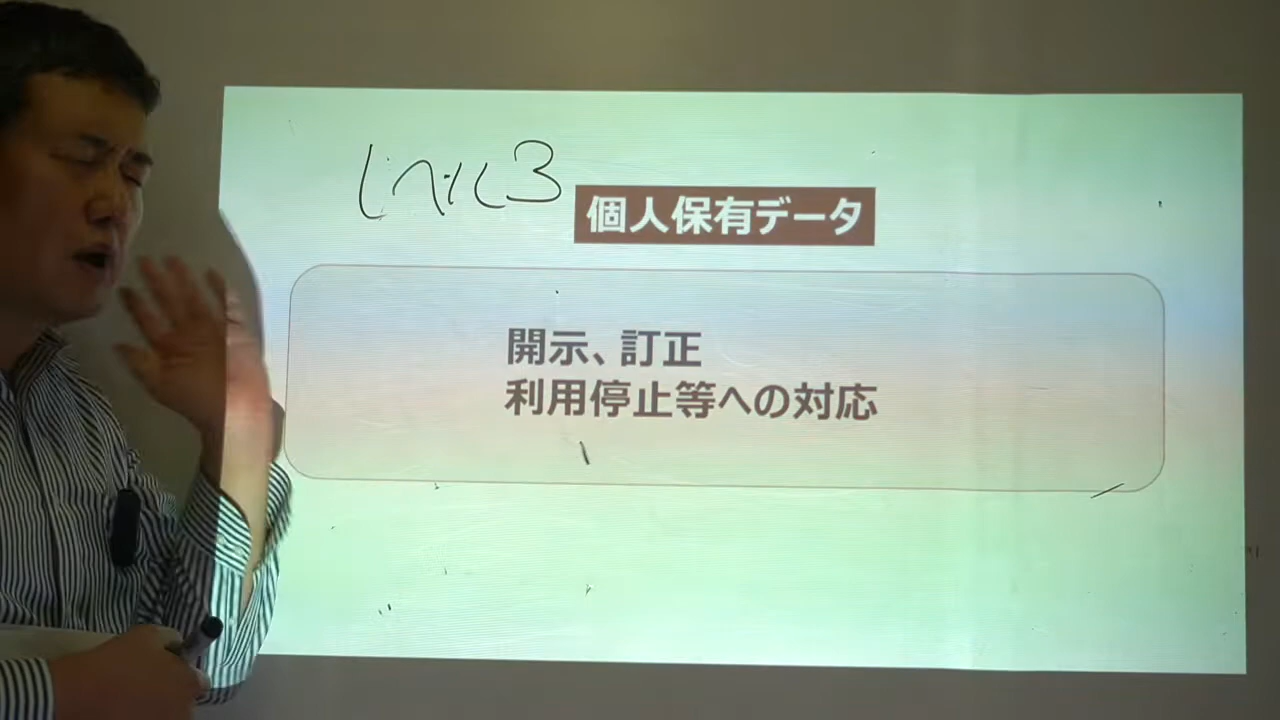 レベル3
個人保有データ
開示、訂正
利用停止等への対応